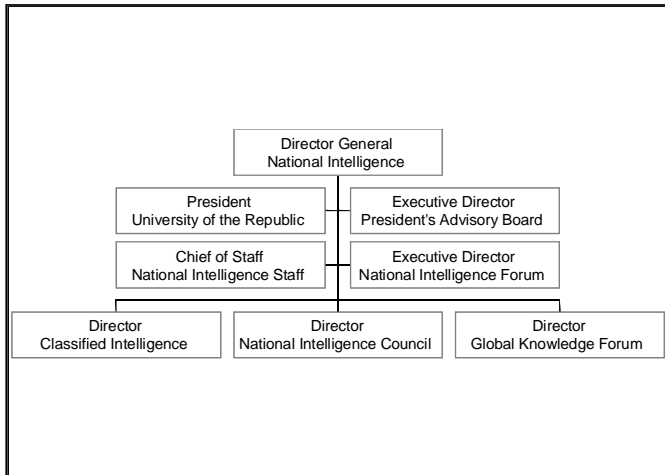 Director General
National Intelligence
President
University of the Republic
Executive Director
President's Advisory Board
Chief of Staff
National Intelligence Staff
Executive Director
National Intelligence Forum
Director
Classified Intelligence
Director
National Intelligence Council
Director
Global Knowledge Forum